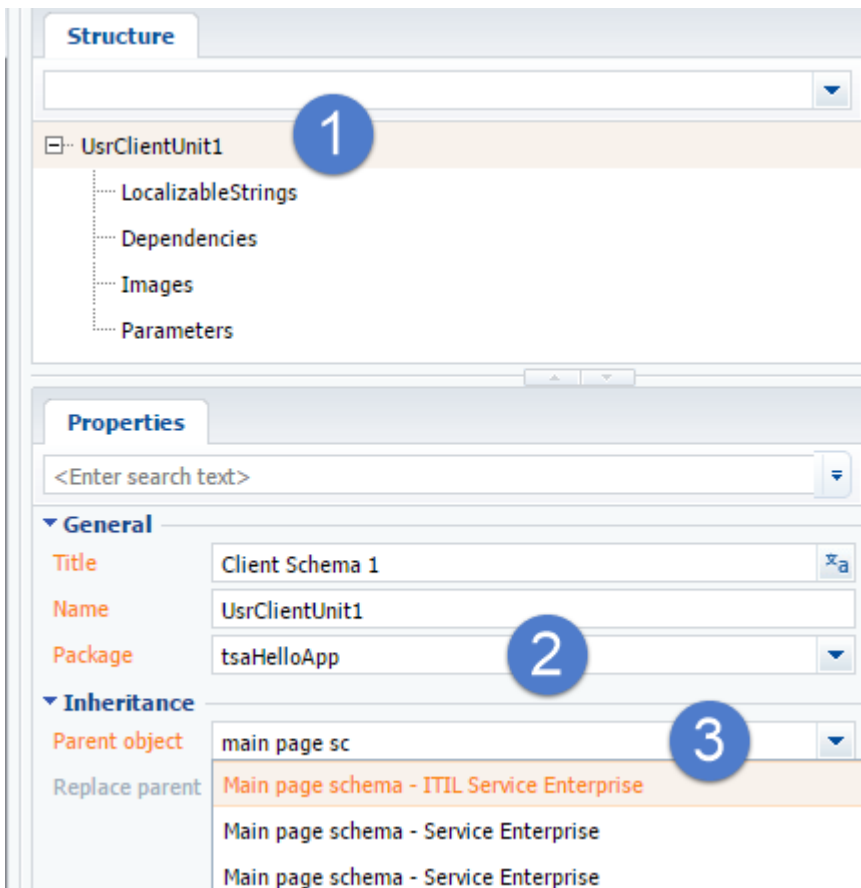 Structure
1
UsrClientUnit1
LocalizableStrings
Dependencies
Images
Parameters
Properties
<Enter search text>
General
Title Client Schema 1
Name UsrClientUnit1
Package tsaHelloApp 2
Inheritance
Parent object main page sc 3
Replace parent Main page schema - ITIL Service Enterprise
Main page schema - Service Enterprise
Main page schema - Service Enterprise